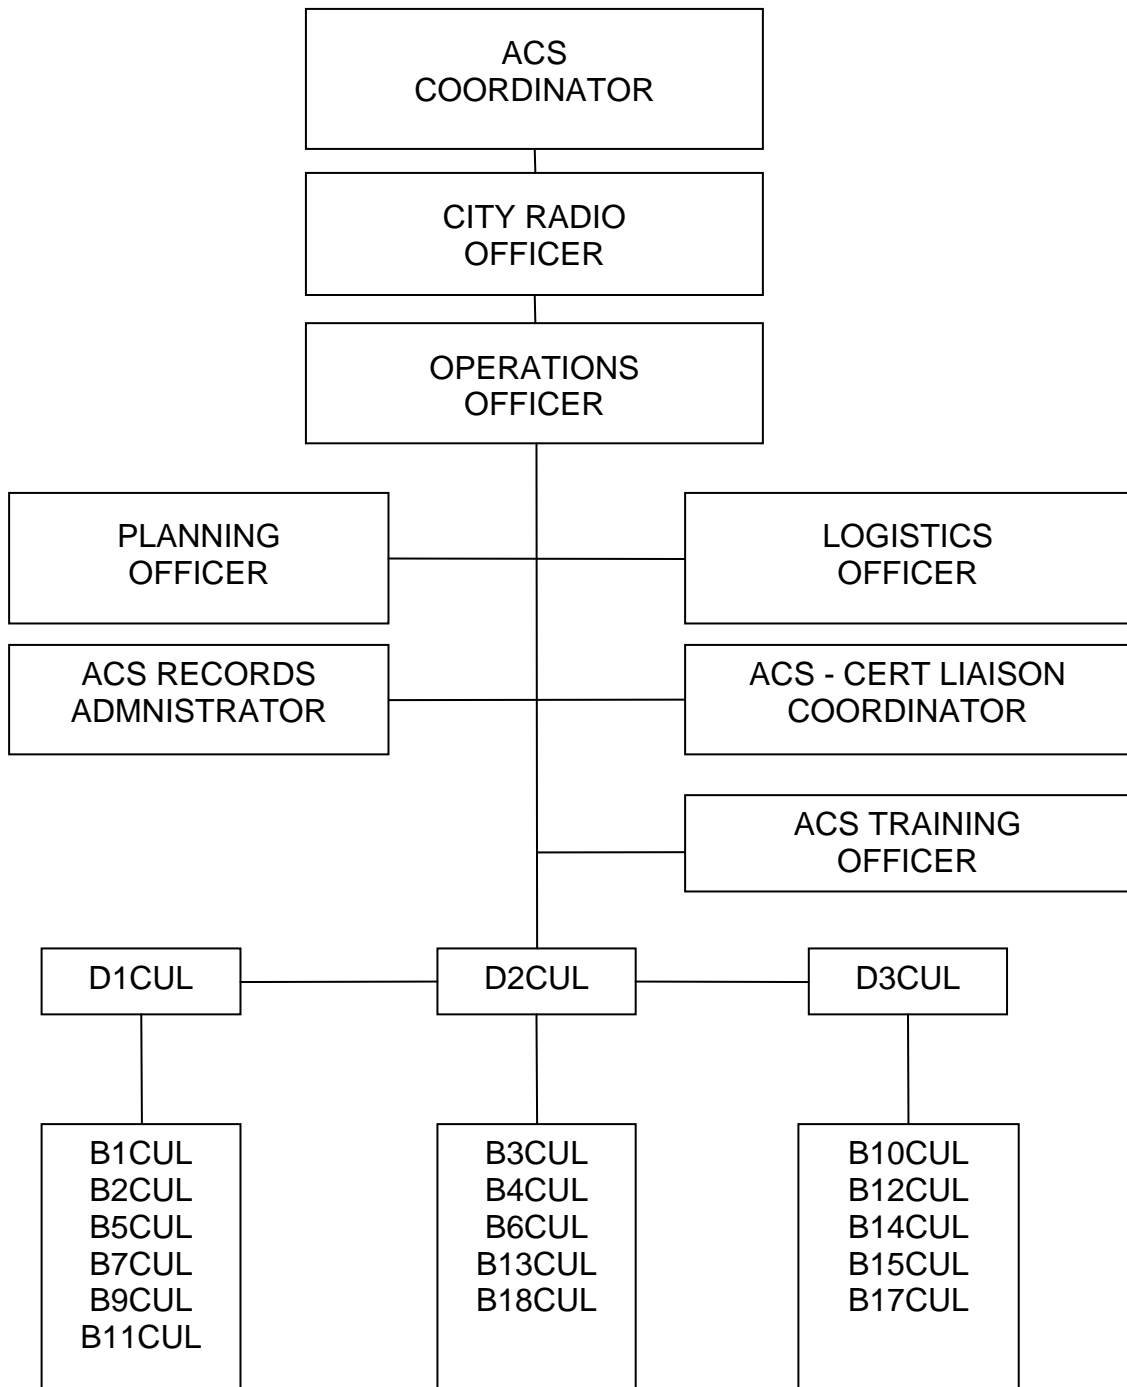 ACS
COORDINATOR
CITY RADIO
OFFICER
OPERATIONS
OFFICER
PLANNING
OFFICER
LOGISTICS
OFFICER
ACS RECORDS
ADMNISTRATOR
ACS - CERT LIAISON
COORDINATOR
ACS TRAINING
OFFICER
D1CUL
D2CUL
D3CUL
B1CUL
B2CUL
B5CUL
B7CUL
B9CUL
B11CUL
B3CUL
B4CUL
B6CUL
B13CUL
B18CUL
B10CUL
B12CUL
B14CUL
B15CUL
B17CUL